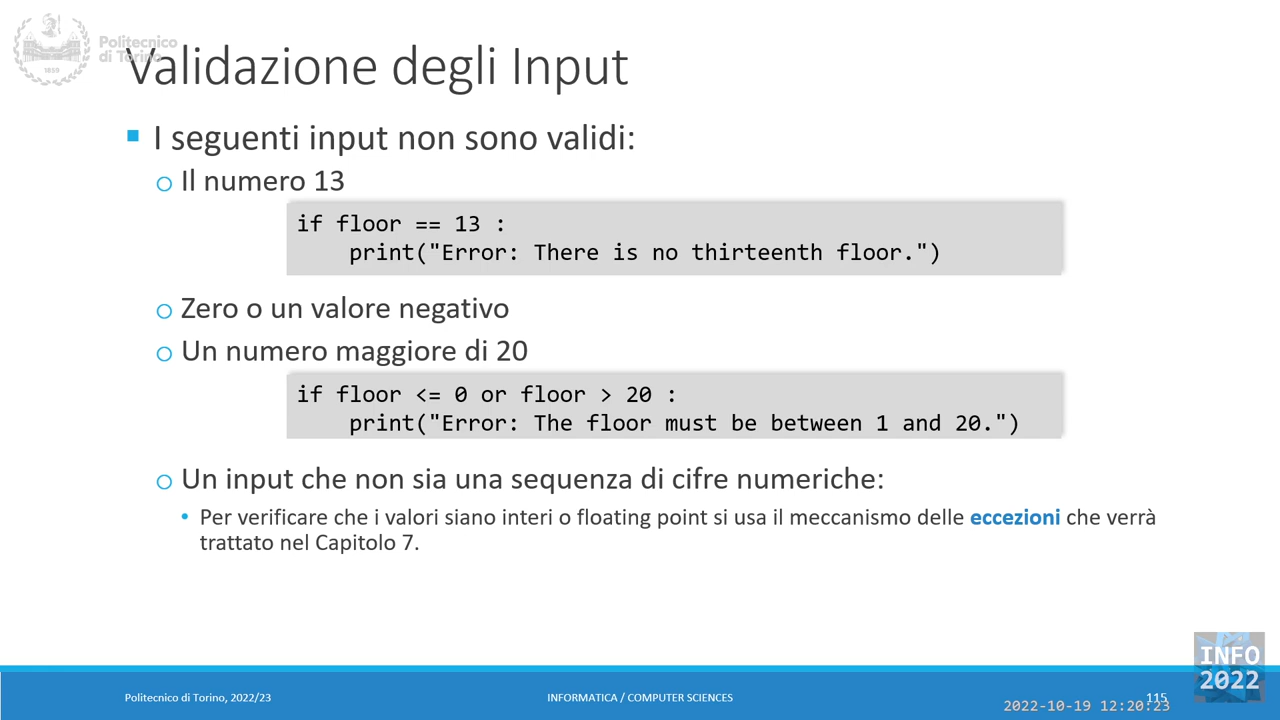 Politecnico
di Torino
1859
Validazione degli Input
I seguenti input non sono validi:
Il numero 13
if floor == 13 :
print("Error: There is no thirteenth floor.")
Zero o un valore negativo
Un numero maggiore di 20
if floor <= 0 or floor > 20 :
print("Error: The floor must be between 1 and 20.")
Un input che non sia una sequenza di cifre numeriche:
Per verificare che i valori siano interi o floating point si usa il meccanismo delle eccezioni che verrà
trattato nel Capitolo 7.
INFO
2022
Politecnico di Torino, 2022/23
INFORMATICA / COMPUTER SCIENCES
115
2022-10-19 12:20:23